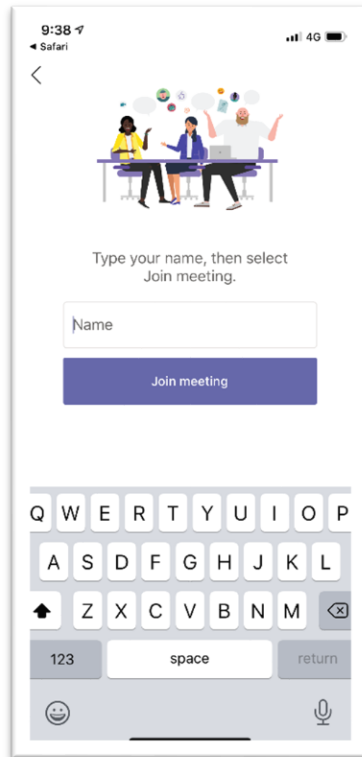 9:38 4G
Safari
Type your name, then select
Join meeting.
Name
Join meeting
Q W E R T Y U I O P
A S D F G H J K L
Z X C V B N M
123 space return